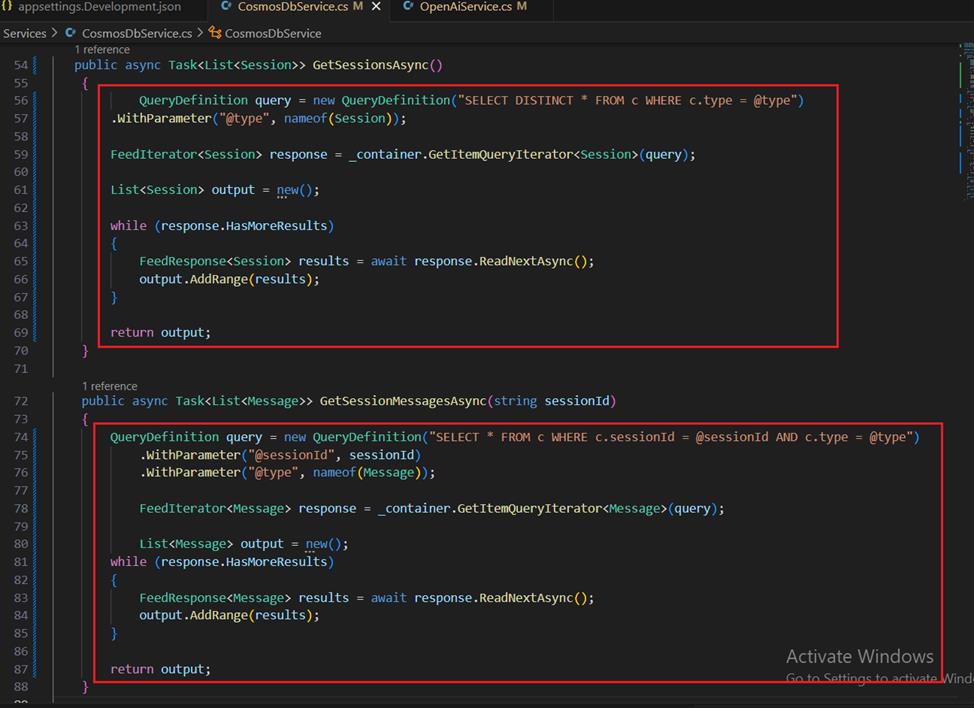 {} appsettings.Development.json
C# CosmosDbService.cs M ✕
C# OpenAiService.cs M
Services > C# CosmosDbService.cs > CosmosDbService
1 reference
54 public async Task<List<Session>> GetSessionsAsync()
55 {
56 QueryDefinition query = new QueryDefinition("SELECT DISTINCT * FROM c WHERE c.type = @type")
57 .WithParameter("@type", nameof(Session));
58
59 FeedIterator<Session> response = _container.GetItemQueryIterator<Session>(query);
60
61 List<Session> output = new();
62
63 while (response.HasMoreResults)
64 {
65 FeedResponse<Session> results = await response.ReadNextAsync();
66 output.AddRange(results);
67 }
68
69 return output;
70 }
71
1 reference
72 public async Task<List<Message>> GetSessionMessagesAsync(string sessionId)
73 {
74 QueryDefinition query = new QueryDefinition("SELECT * FROM c WHERE c.sessionId = @sessionId AND c.type = @type")
75 .WithParameter("@sessionId", sessionId)
76 .WithParameter("@type", nameof(Message));
77
78 FeedIterator<Message> response = _container.GetItemQueryIterator<Message>(query);
79
80 List<Message> output = new();
81 while (response.HasMoreResults)
82 {
83 FeedResponse<Message> results = await response.ReadNextAsync();
84 output.AddRange(results);
85 }
86
87 return output;
88 }
Activate Windows
Go to Settings to activate Wind